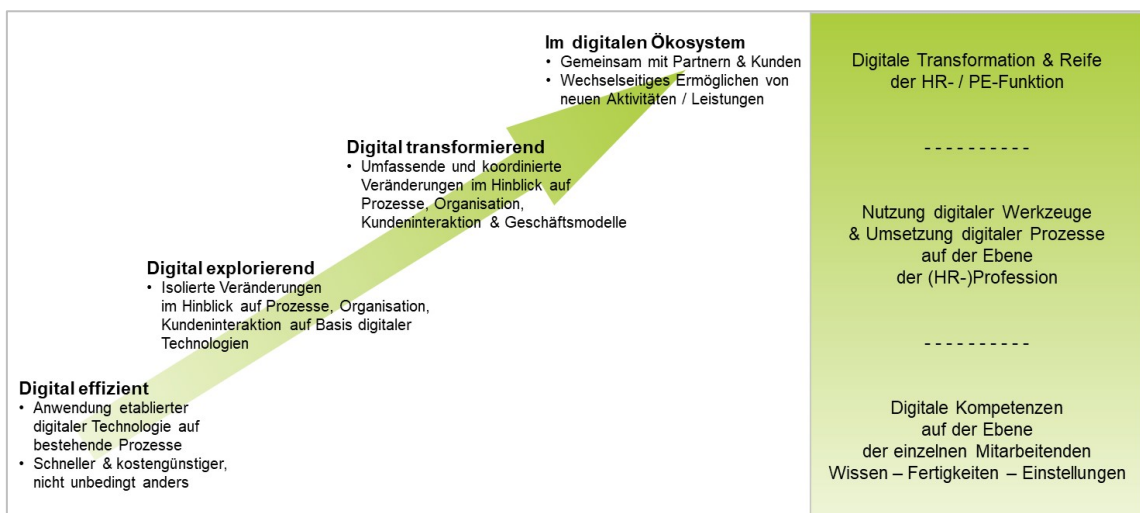 Im digitalen Ökosystem
• Gemeinsam mit Partnern & Kunden
• Wechselseitiges Ermöglichen von
neuen Aktivitäten / Leistungen
Digital transformierend
• Umfassende und koordinierte
Veränderungen im Hinblick auf
Prozesse, Organisation,
Kundeninteraktion & Geschäftsmodelle
Digital explorierend
• Isolierte Veränderungen
im Hinblick auf Prozesse, Organisation,
Kundeninteraktion auf Basis digitaler
Technologien
Digital effizient
• Anwendung etablierter
digitaler Technologie auf
bestehende Prozesse
• Schneller & kostengünstiger,
nicht unbedingt anders
Digitale Transformation & Reife
der HR- / PE-Funktion
- - - - - - - - - -
Nutzung digitaler Werkzeuge
& Umsetzung digitaler Prozesse
auf der Ebene
der (HR-)Profession
- - - - - - - - - -
Digitale Kompetenzen
auf der Ebene
der einzelnen Mitarbeitenden
Wissen – Fertigkeiten – Einstellungen